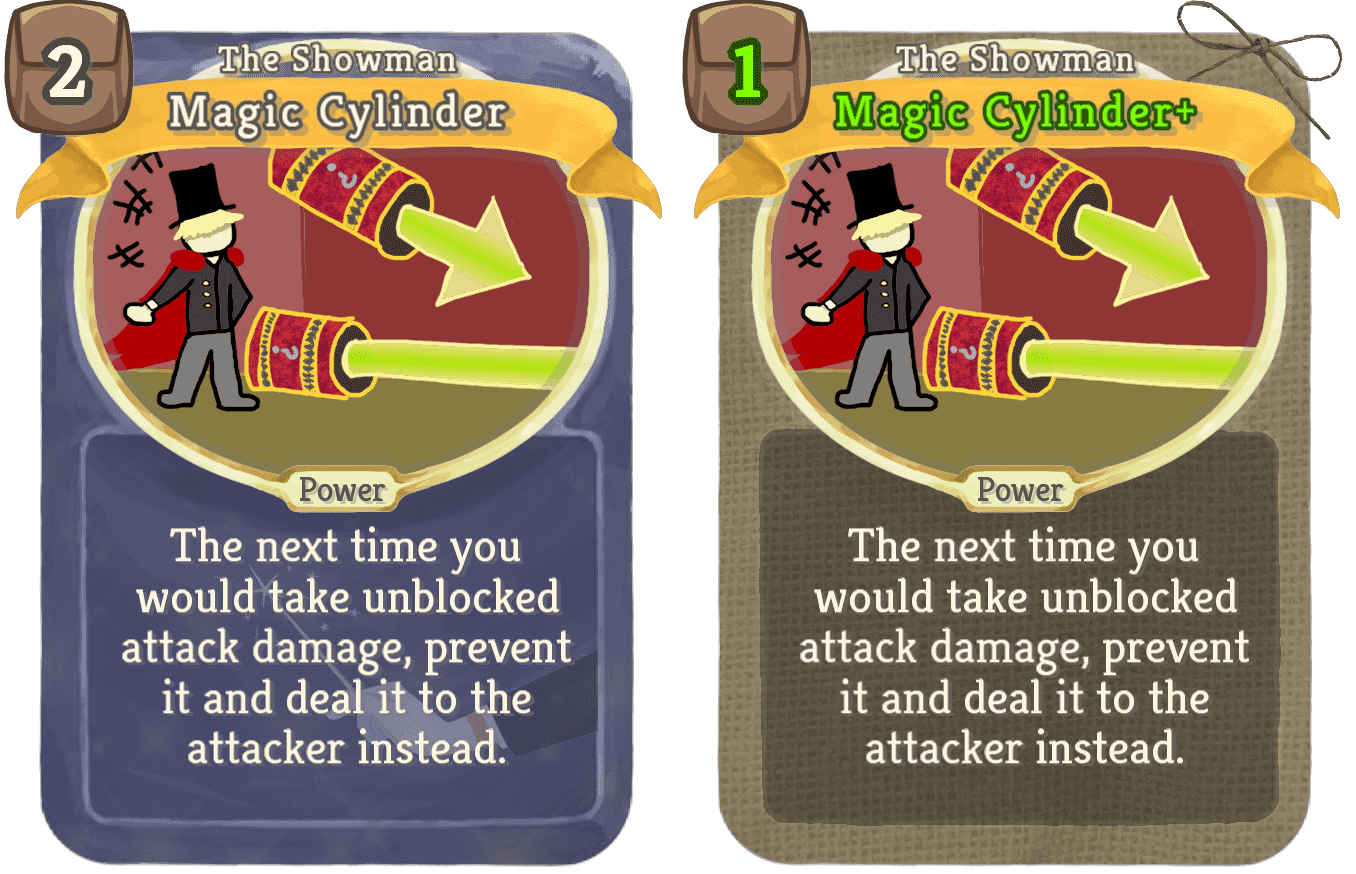 2
The Showman
Magic Cylinder
?
?
Power
The next time you
would take unblocked
attack damage, prevent
it and deal it to the
attacker instead.
1
The Showman
Magic Cylinder+
?
?
Power
The next time you
would take unblocked
attack damage, prevent
it and deal it to the
attacker instead.